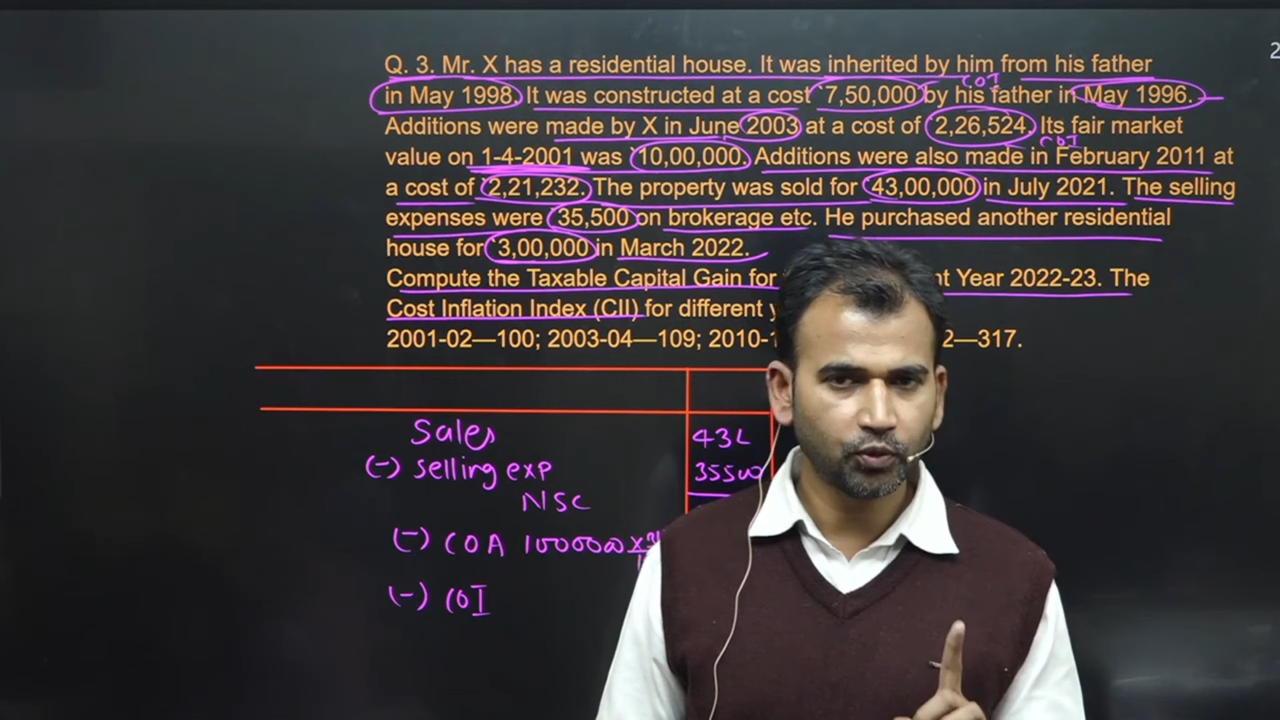 2
Q. 3. Mr. X has a residential house. It was inherited by him from his father
COI
in May 1998. It was constructed at a cost `7,50,000 by his father in May 1996.
Additions were made by X in June 2003 at a cost of `2,26,524. Its fair market
COI
value on 1-4-2001 was `10,00,000. Additions were also made in February 2011 at
a cost of `2,21,232. The property was sold for `43,00,000 in July 2021. The selling
expenses were `35,500 on brokerage etc. He purchased another residential
house for `3,00,000 in March 2022.
Compute the Taxable Capital Gain for Year 2022-23. The
Cost Inflation Index (CII) for different
2001-02—100; 2003-04—109; 2010- 2—317.
Sales 43L
(-) Selling exp 35500
NSC
(-) COA 1000000 x
(-) COI